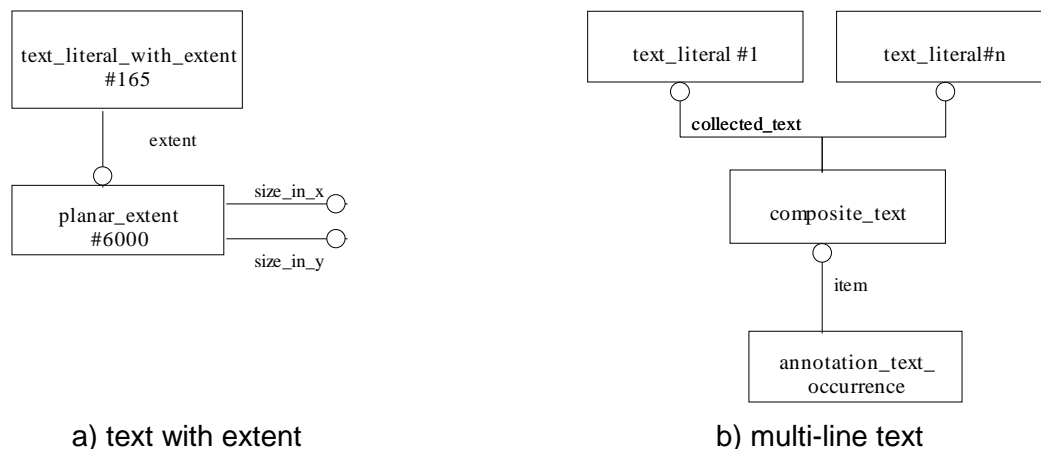 text_literal_with_extent
#165
extent
planar_extent
#6000
size_in_x
size_in_y
a) text with extent
text_literal #1
text_literal#n
collected_text
composite_text
item
annotation_text_
occurrence
b) multi-line text